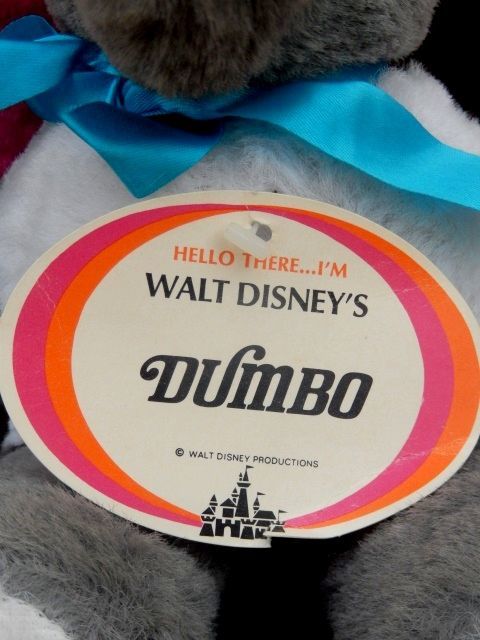 HELLO THERE...I'M
WALT DISNEY'S
DUMBO
© WALT DISNEY PRODUCTIONS